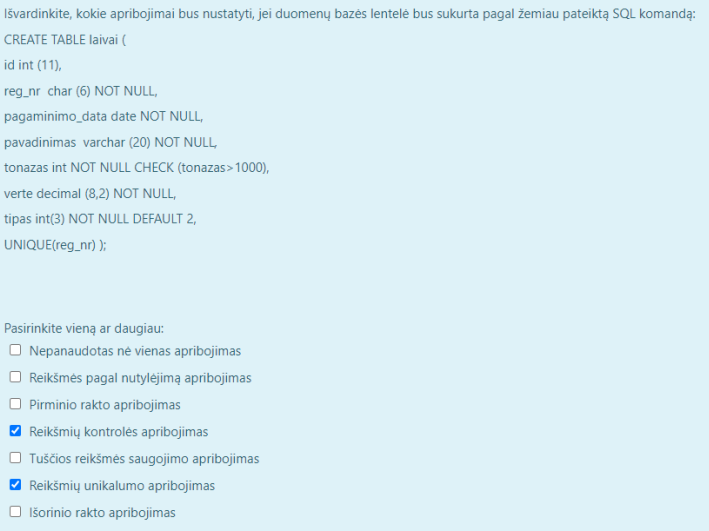 Išvardinkite, kokie apribojimai bus nustatyti, jei duomenų bazės lentelė bus sukurta pagal žemiau pateiktą SQL komandą:
CREATE TABLE laivai (
id int (11),
reg_nr char (6) NOT NULL,
pagaminimo_data date NOT NULL,
pavadinimas varchar (20) NOT NULL,
tonazas int NOT NULL CHECK (tonazas>1000),
verte decimal (8,2) NOT NULL,
tipas int(3) NOT NULL DEFAULT 2,
UNIQUE(reg_nr) );
Pasirinkite vieną ar daugiau:
Nepanaudotas nė vienas apribojimas
Reikšmės pagal nutylėjimą apribojimas
Pirminio rakto apribojimas
Reikšmių kontrolės apribojimas
Tuščios reikšmės saugojimo apribojimas
Reikšmių unikalumo apribojimas
Išorinio rakto apribojimas